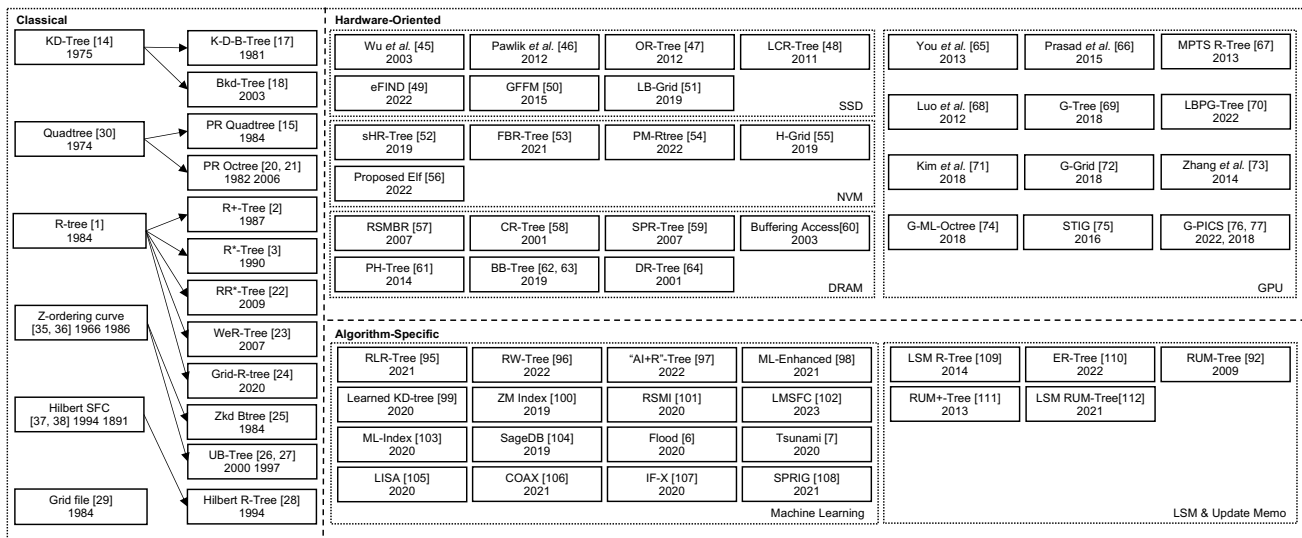 Classical
KD-Tree [14]
1975
K-D-B-Tree [17]
1981
Bkd-Tree [18]
2003
Quadtree [30]
1974
PR Quadtree [15]
1984
PR Octree [20, 21]
1982 2006
R-tree [1]
1984
R+-Tree [2]
1987
R*-Tree [3]
1990
RR*-Tree [22]
2009
WeR-Tree [23]
2007
Grid-R-tree [24]
2020
Z-ordering curve
[35, 36] 1966 1986
Zkd Btree [25]
1984
UB-Tree [26, 27]
2000 1997
Hilbert SFC
[37, 38] 1994 1891
Hilbert R-Tree [28]
1994
Grid file [29]
1984
Hardware-Oriented
Wu et al. [45]
2003
Pawlik et al. [46]
2012
OR-Tree [47]
2012
LCR-Tree [48]
2011
eFIND [49]
2022
GFFM [50]
2015
LB-Grid [51]
2019
SSD
sHR-Tree [52]
2019
FBR-Tree [53]
2021
PM-Rtree [54]
2022
H-Grid [55]
2019
Proposed Elf [56]
2022
NVM
RSMBR [57]
2007
CR-Tree [58]
2001
SPR-Tree [59]
2007
Buffering Access[60]
2003
PH-Tree [61]
2014
BB-Tree [62, 63]
2019
DR-Tree [64]
2001
DRAM
You et al. [65]
2013
Prasad et al. [66]
2015
MPTS R-Tree [67]
2013
Luo et al. [68]
2012
G-Tree [69]
2018
LBPG-Tree [70]
2022
Kim et al. [71]
2018
G-Grid [72]
2018
Zhang et al. [73]
2014
G-ML-Octree [74]
2018
STIG [75]
2016
G-PICS [76, 77]
2022, 2018
GPU
Algorithm-Specific
RLR-Tree [95]
2021
RW-Tree [96]
2022
“AI+R”-Tree [97]
2022
ML-Enhanced [98]
2021
Learned KD-tree [99]
2020
ZM Index [100]
2019
RSMI [101]
2020
LMSFC [102]
2023
ML-Index [103]
2020
SageDB [104]
2019
Flood [6]
2020
Tsunami [7]
2020
LISA [105]
2020
COAX [106]
2021
IF-X [107]
2020
SPRIG [108]
2021
Machine Learning
LSM R-Tree [109]
2014
ER-Tree [110]
2022
RUM-Tree [92]
2009
RUM+-Tree [111]
2013
LSM RUM-Tree[112]
2021
LSM & Update Memo